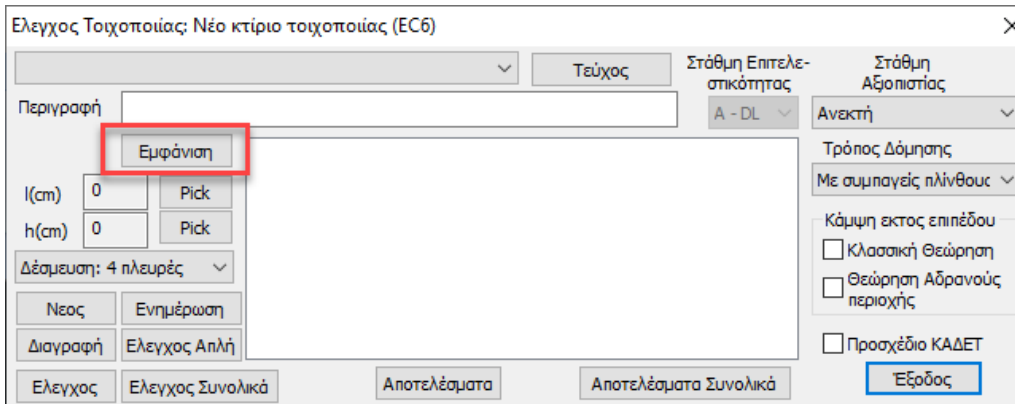 Ελεγχος Τοιχοποιίας: Νέο κτίριο τοιχοποιίας (EC6)
Τεύχος
Στάθμη Επιτελε-
στικότητας
Στάθμη
Αξιοπιστίας
Περιγραφή
A - DL
Ανεκτή
Εμφάνιση
Τρόπος Δόμησης
l(cm) 0 Pick
Με συμπαγείς πλίνθους
h(cm) 0 Pick
Κάμψη εκτος επιπέδου
Δέσμευση: 4 πλευρές
Κλασσική Θεώρηση
Θεώρηση Αδρανούς
περιοχής
Νεος Ενημέρωση
Διαγραφή Ελεγχος Απλή
Προσχέδιο ΚΑΔΕΤ
Ελεγχος Ελεγχος Συνολικά Αποτελέσματα Αποτελέσματα Συνολικά Έξοδος